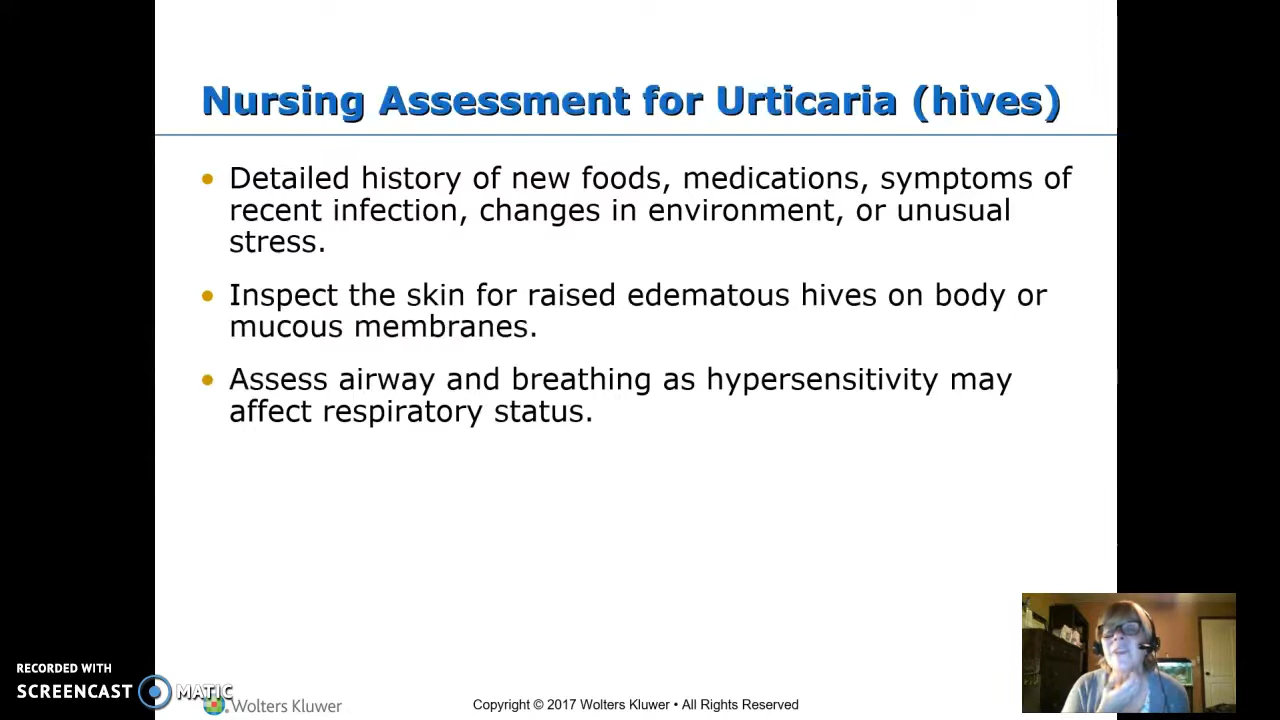 Nursing Assessment for Urticaria (hives)
• Detailed history of new foods, medications, symptoms of
recent infection, changes in environment, or unusual
stress.
• Inspect the skin for raised edematous hives on body or
mucous membranes.
• Assess airway and breathing as hypersensitivity may
affect respiratory status.
RECORDED WITH
SCREENCAST MATIC
Wolters Kluwer
Copyright © 2017 Wolters Kluwer • All Rights Reserved